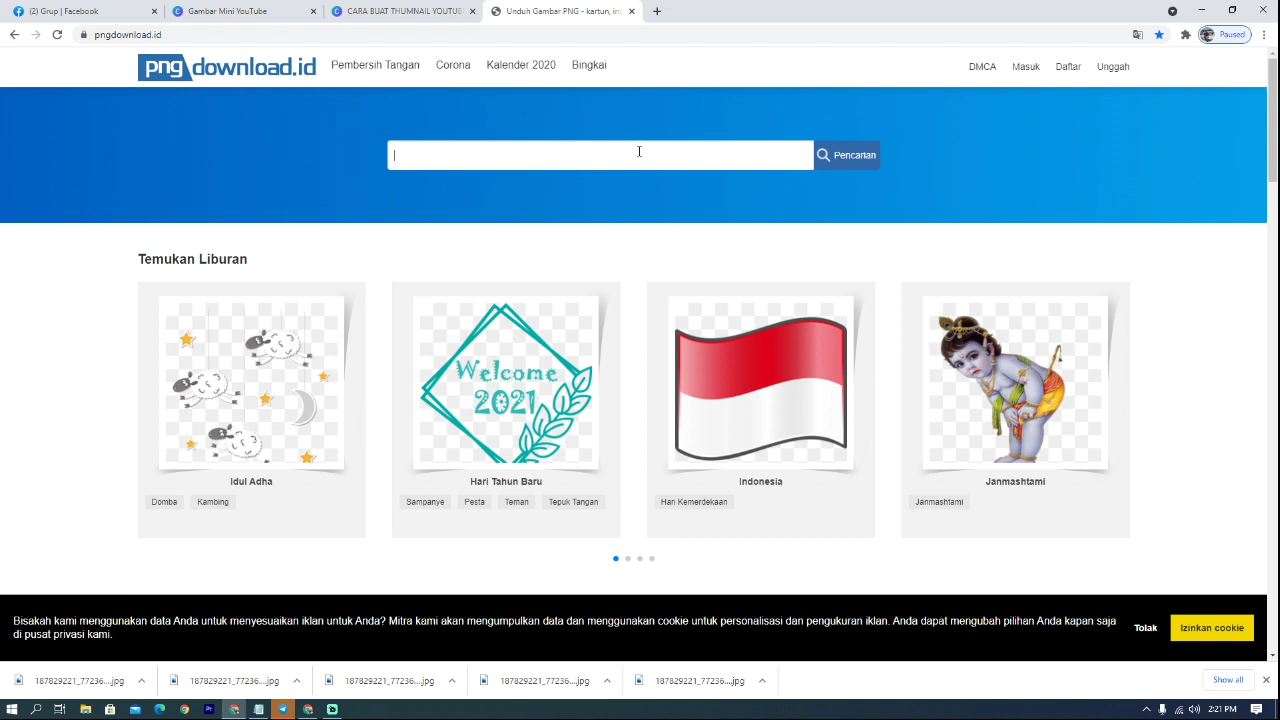 (2) Grup | Facebook
Gambar Mini YouTube
CARA BUAT THUMNAIL YOUTUB
Unduh Gambar PNG - kartun, in
pngdownload.id
Paused
pngdownload.id
Pembersih Tangan
Corona
Kalender 2020
Bingkai
DMCA
Masuk
Daftar
Unggah
Pencarian
Temukan Liburan
Welcome
2021
Idul Adha
Hari Tahun Baru
Indonesia
Janmashtami
Domba
Kambing
Sampanye
Pesta
Teman
Tepuk Tangan
Hari Kemerdekaan
Janmashtami
Bisakah kami menggunakan data Anda untuk menyesuaikan iklan untuk Anda? Mitra kami akan mengumpulkan data dan menggunakan cookie untuk personalisasi dan pengukuran iklan. Anda dapat mengubah pilihan Anda kapan saja
di pusat privasi kami.
Tolak
Izinkan cookie
187829221_77236....jpg
187829221_77236....jpg
187829221_77236....jpg
187829221_77236....jpg
187829221_77236....jpg
Show all
Pr
2:21 PM